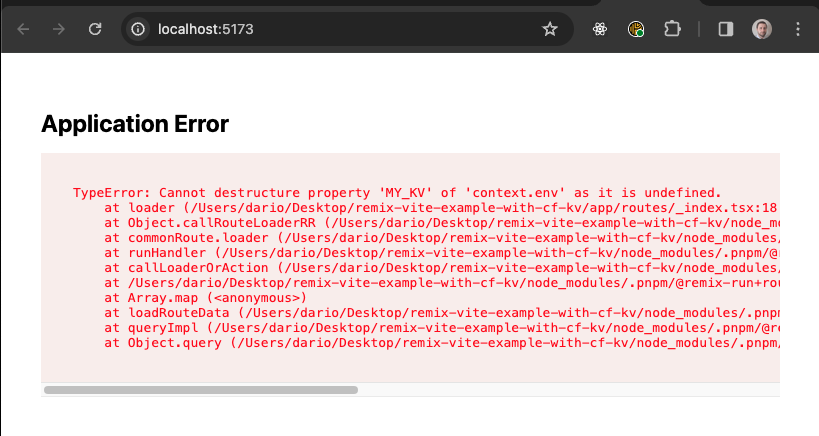 localhost:5173
Application Error
TypeError: Cannot destructure property 'MY_KV' of 'context.env' as it is undefined.
at loader (/Users/dario/Desktop/remix-vite-example-with-cf-kv/app/routes/_index.tsx:18
at Object.callRouteLoaderRR (/Users/dario/Desktop/remix-vite-example-with-cf-kv/node_mo
at commonRoute.loader (/Users/dario/Desktop/remix-vite-example-with-cf-kv/node_modules/
at runHandler (/Users/dario/Desktop/remix-vite-example-with-cf-kv/node_modules/.pnpm/@r
at callLoaderOrAction (/Users/dario/Desktop/remix-vite-example-with-cf-kv/node_modules/
at /Users/dario/Desktop/remix-vite-example-with-cf-kv/node_modules/.pnpm/@remix-run+rou
at Array.map (<anonymous>)
at loadRouteData (/Users/dario/Desktop/remix-vite-example-with-cf-kv/node_modules/.pnpm
at queryImpl (/Users/dario/Desktop/remix-vite-example-with-cf-kv/node_modules/.pnpm/@re
at Object.query (/Users/dario/Desktop/remix-vite-example-with-cf-kv/node_modules/.pnpm/